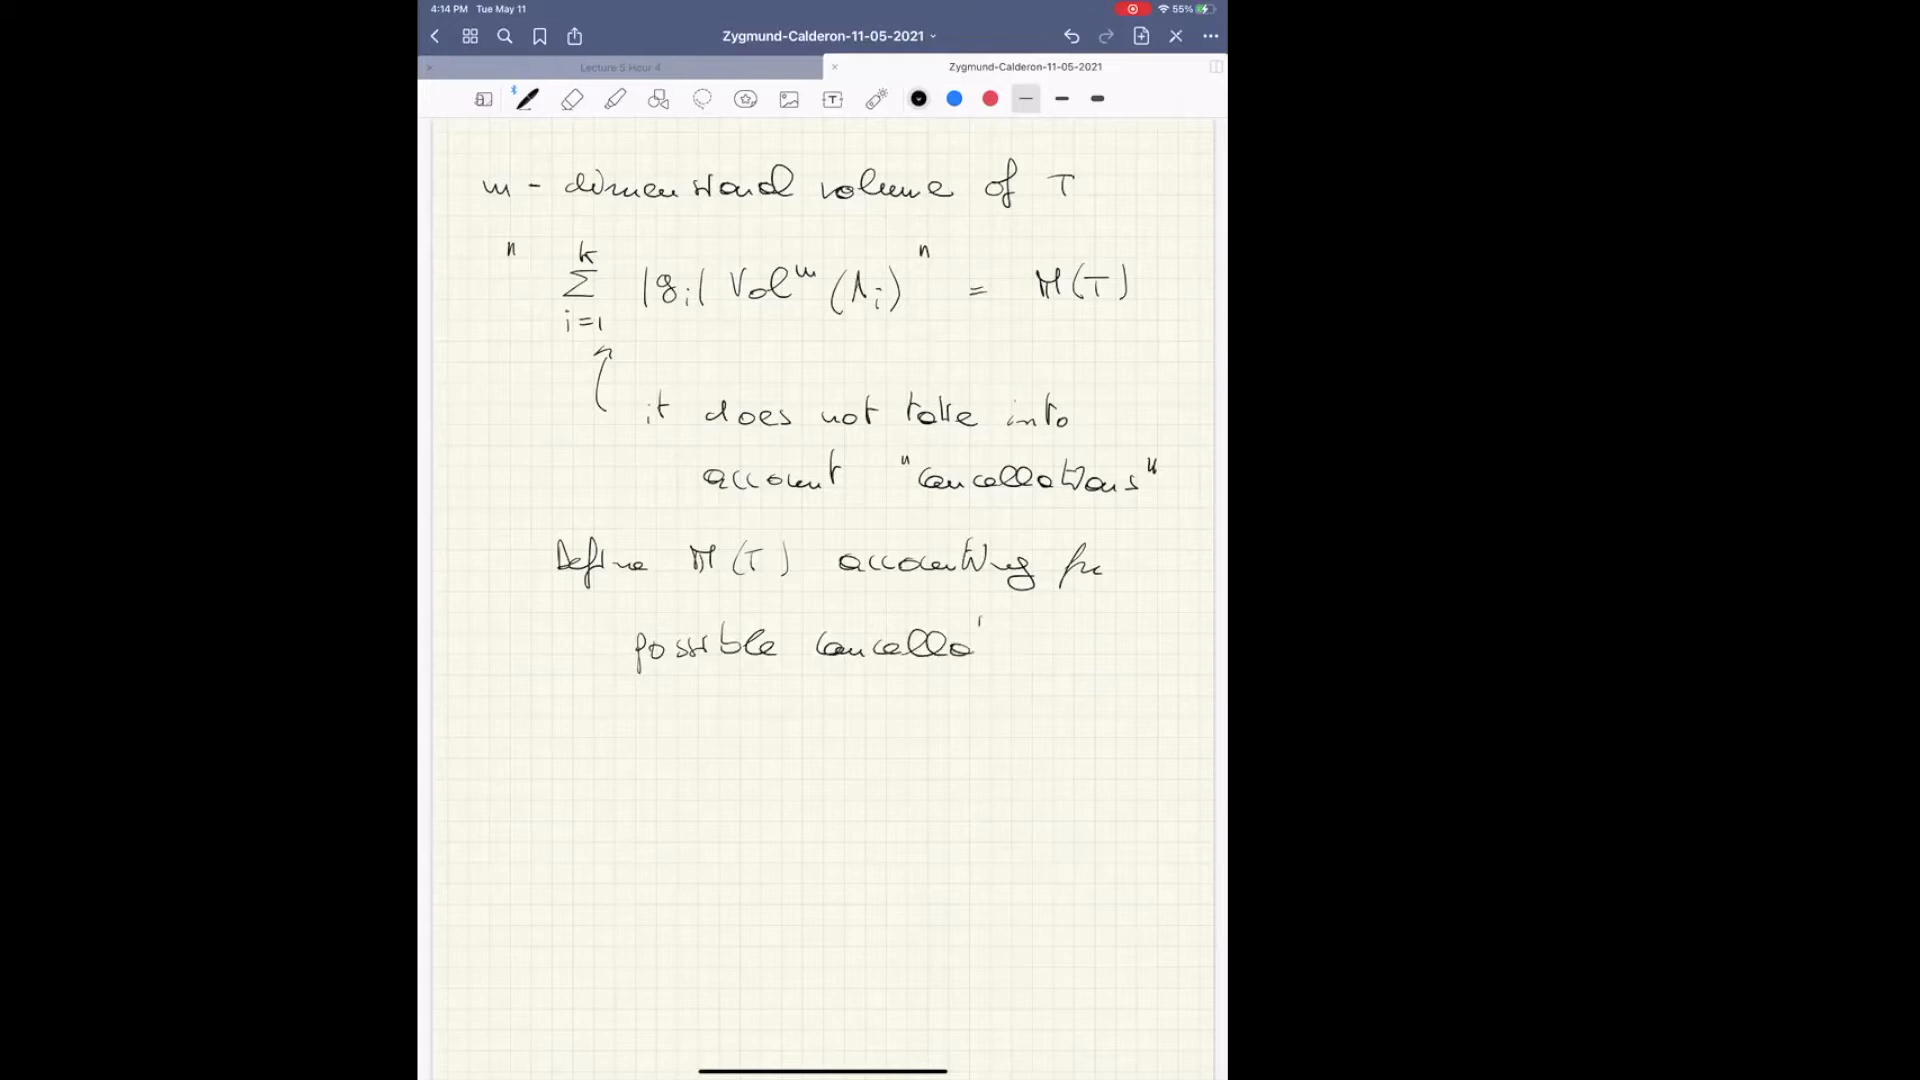 4:14 PM Tue May 11
55%
Zygmund-Calderon-11-05-2021
Lecture 5 Hour 4
Zygmund-Calderon-11-05-2021
m - dimensional volume of T
" ∑_{i=1}^{k} |g_i| Vol^m (Λ_i) " = M(T)
it does not take into
account "cancellations"
Define M(T) accounting for
possible cancella